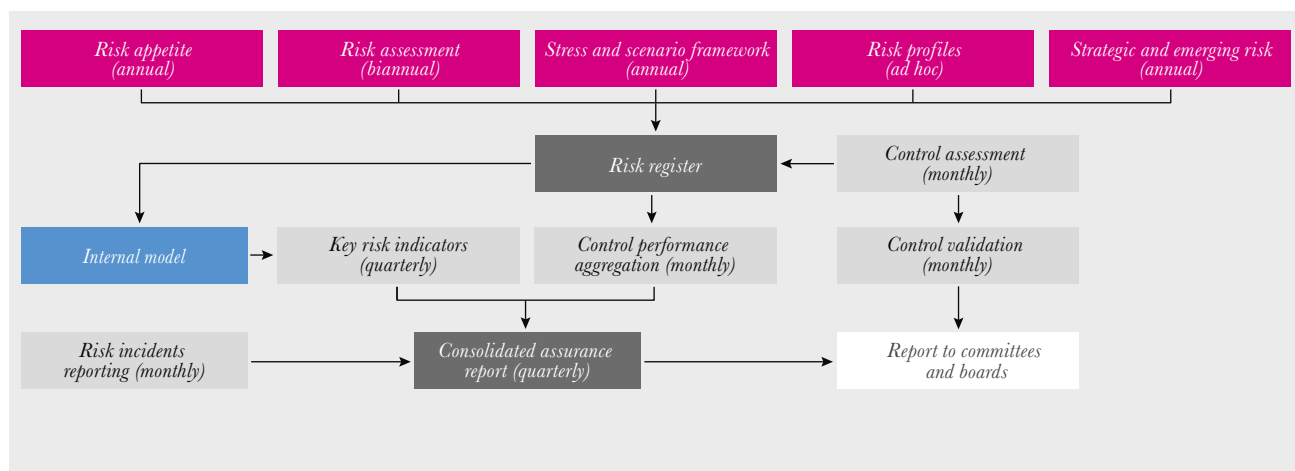 Risk appetite
(annual)
Risk assessment
(biannual)
Stress and scenario framework
(annual)
Risk profiles
(ad hoc)
Strategic and emerging risk
(annual)
Risk register
Control assessment
(monthly)
Internal model
Key risk indicators
(quarterly)
Control performance
aggregation (monthly)
Control validation
(monthly)
Risk incidents
reporting (monthly)
Consolidated assurance
report (quarterly)
Report to committees
and boards